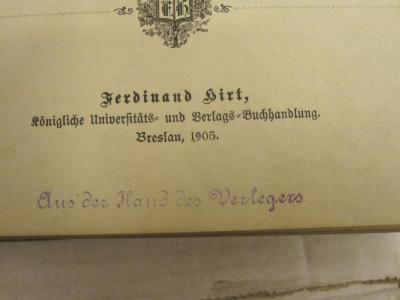 F. H.
Ferdinand Hirt,
Königliche Universitäts- und Verlags-Buchhandlung.
Breslau, 1905.
Aus der Hand des Verlegers